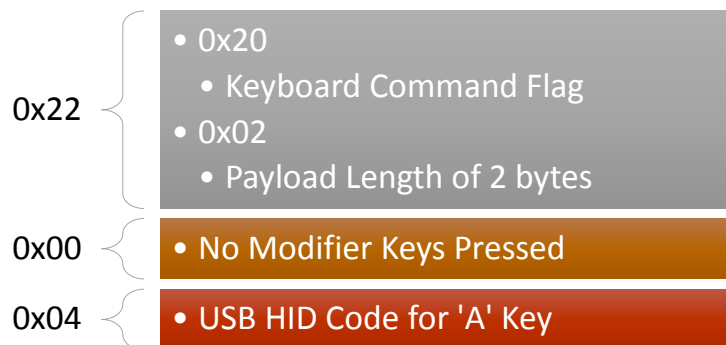 0x22
• 0x20
• Keyboard Command Flag
• 0x02
• Payload Length of 2 bytes
0x00
• No Modifier Keys Pressed
0x04
• USB HID Code for 'A' Key